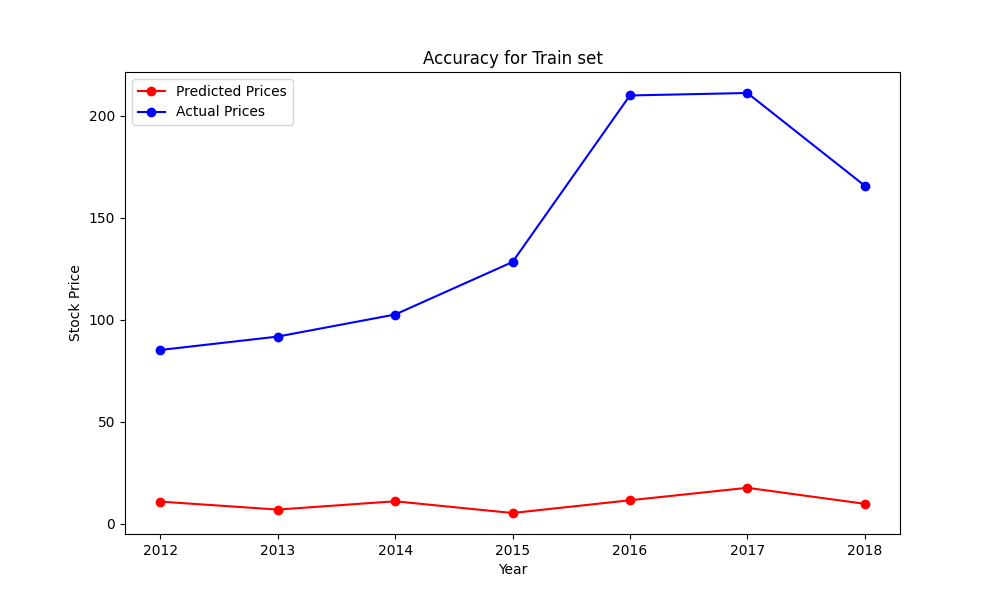 Accuracy for Train set
Predicted Prices
Actual Prices
200
150
100
50
0
Stock Price
2012 2013 2014 2015 2016 2017 2018
Year